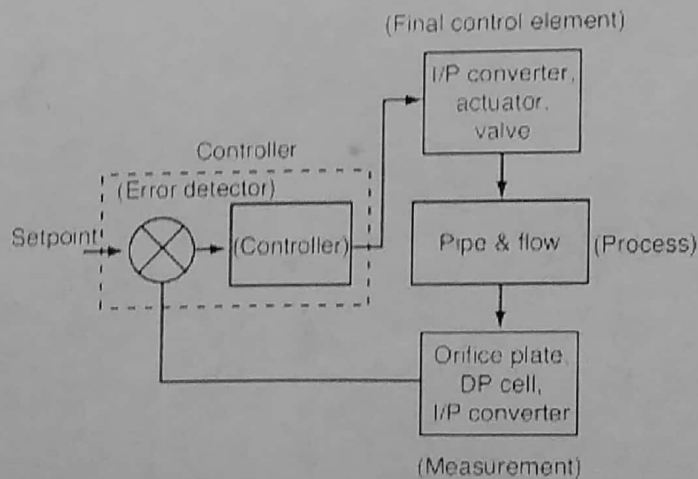 (Final control element)
I/P converter,
actuator,
valve
Controller
(Error detector)
Setpoint
(Controller)
Pipe & flow
(Process)
Orifice plate,
DP cell,
I/P converter
(Measurement)